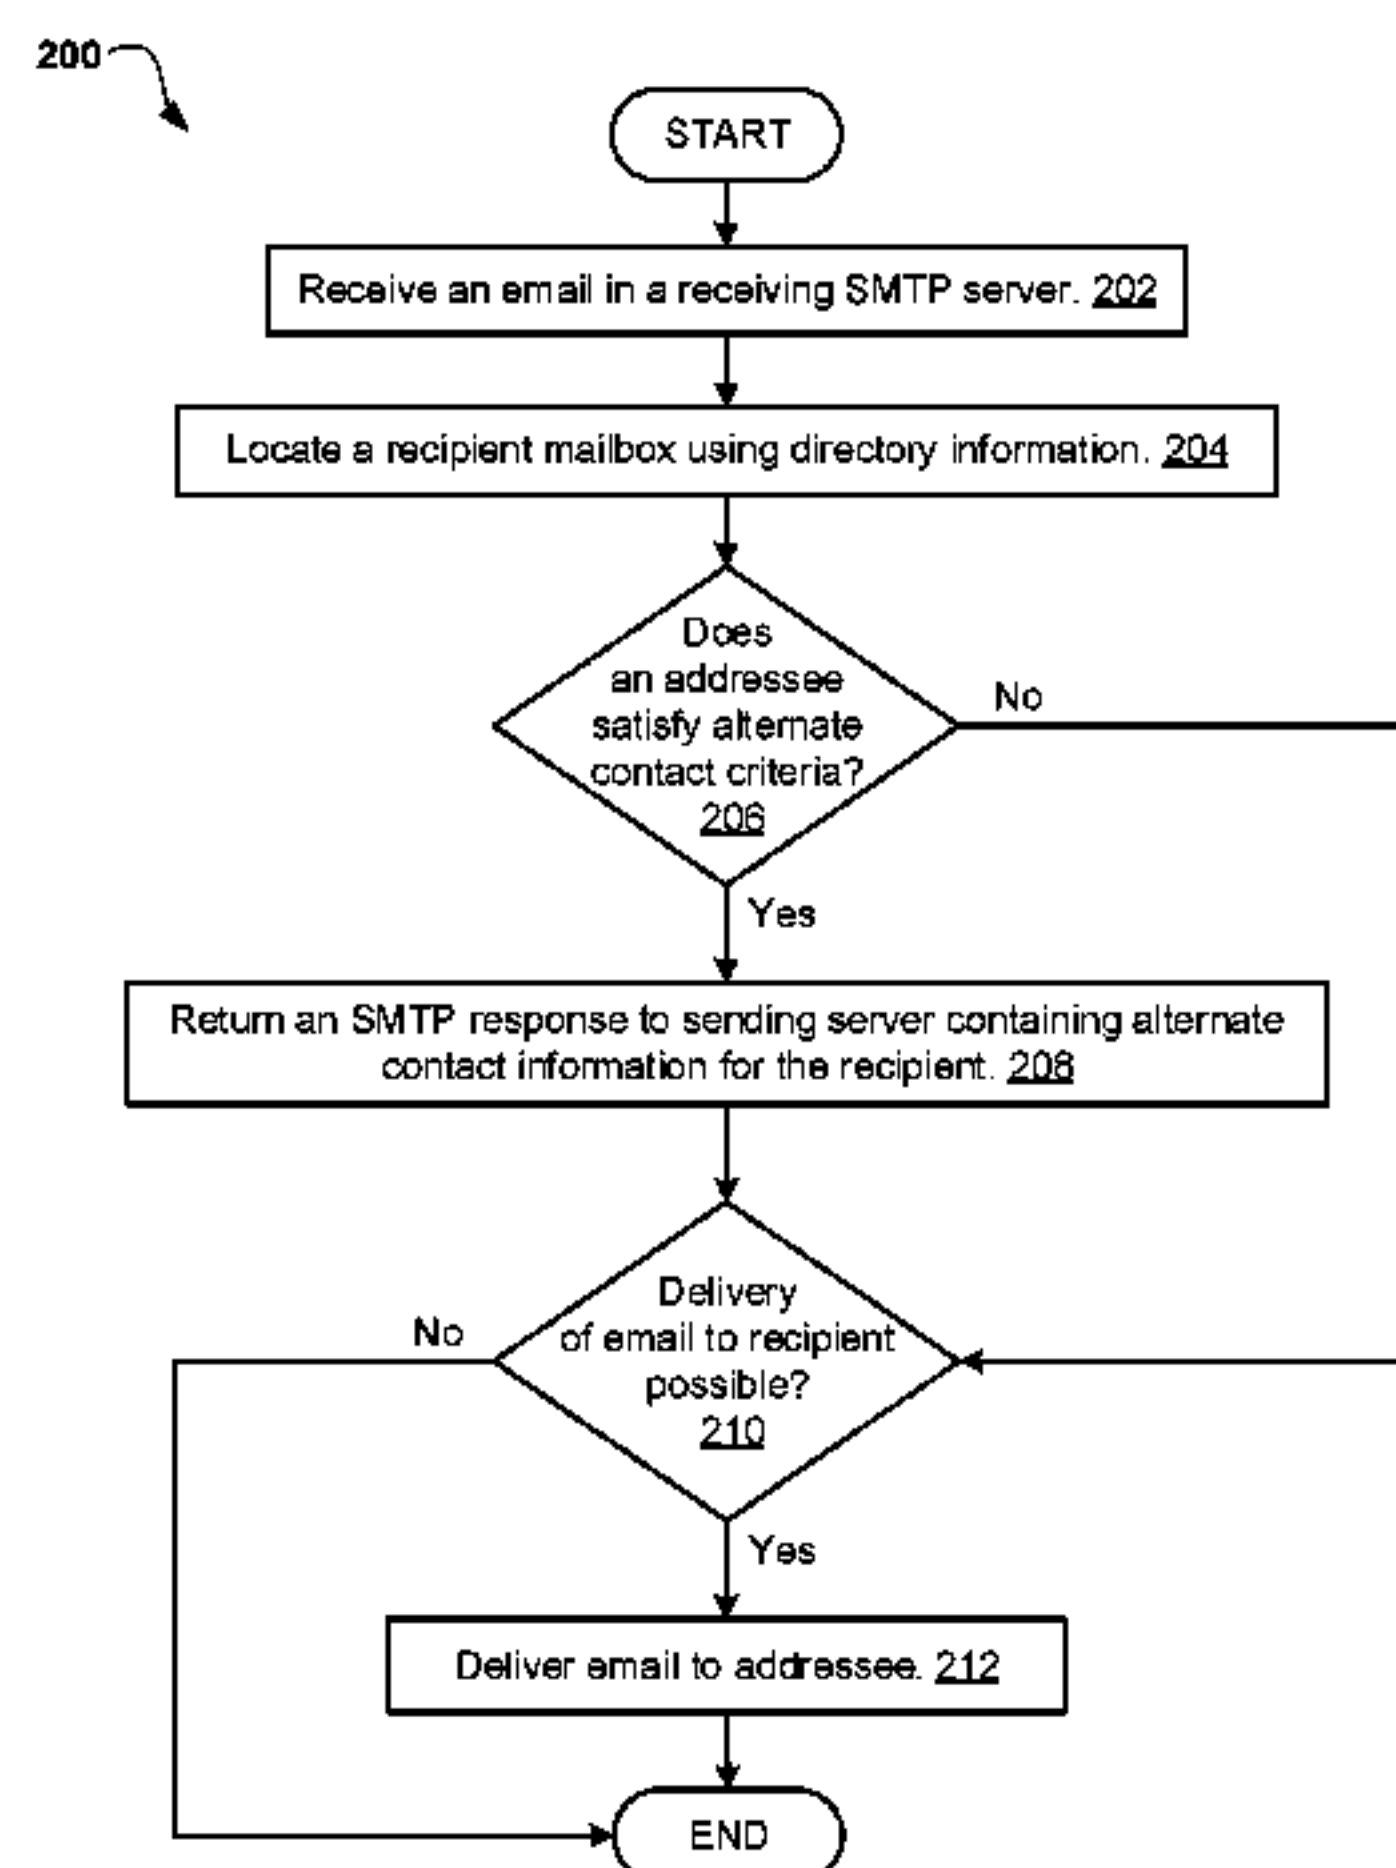 200
START
Receive an email in a receiving SMTP server. 202
Locate a recipient mailbox using directory information. 204
Does
an addressee
satisfy alternate
contact criteria?
206
No
Yes
Return an SMTP response to sending server containing alternate
contact information for the recipient. 208
Delivery
of email to recipient
possible?
210
No
Yes
Deliver email to addressee. 212
END